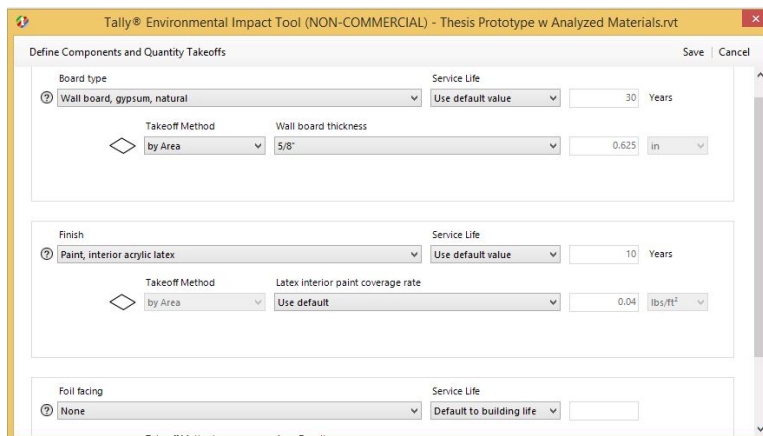 Tally® Environmental Impact Tool (NON-COMMERCIAL) - Thesis Prototype w Analyzed Materials.rvt
Define Components and Quantity Takeoffs Save | Cancel
Board type Service Life
Wall board, gypsum, natural Use default value 30 Years
Takeoff Method Wall board thickness
by Area 5/8" 0.625 in
Finish Service Life
Paint, interior acrylic latex Use default value 10 Years
Takeoff Method Latex interior paint coverage rate
by Area Use default 0.04 lbs/ft²
Foil facing Service Life
None Default to building life